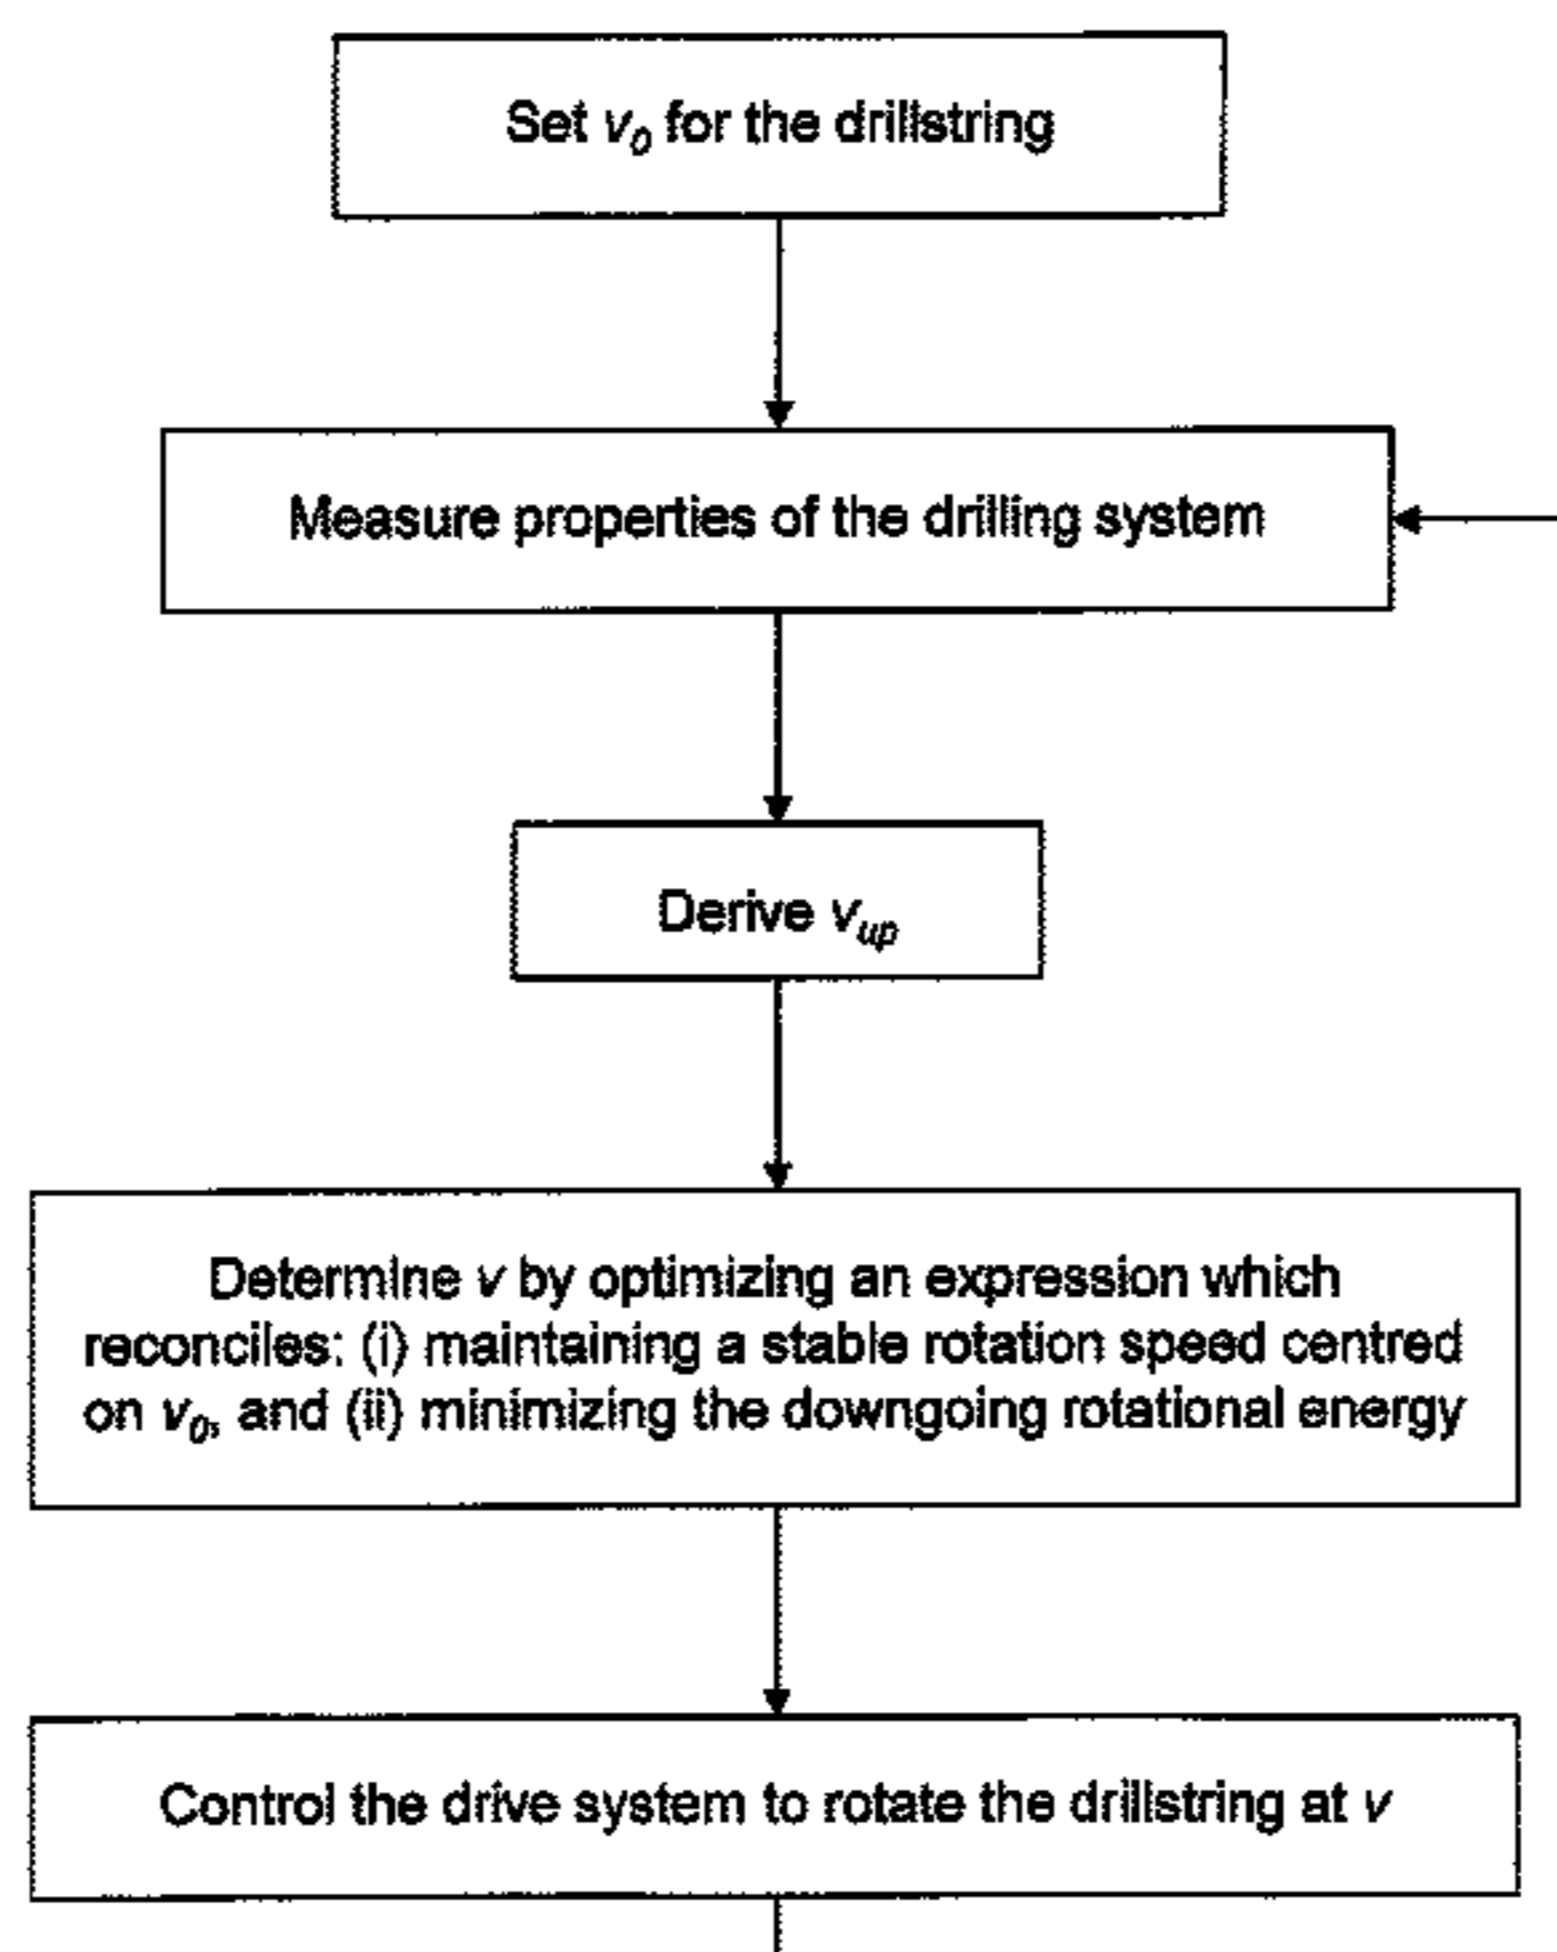 Set v₀ for the drillstring
Measure properties of the drilling system
Derive vᵤₚ
Determine v by optimizing an expression which
reconciles: (i) maintaining a stable rotation speed centred
on v₀, and (ii) minimizing the downgoing rotational energy
Control the drive system to rotate the drillstring at v